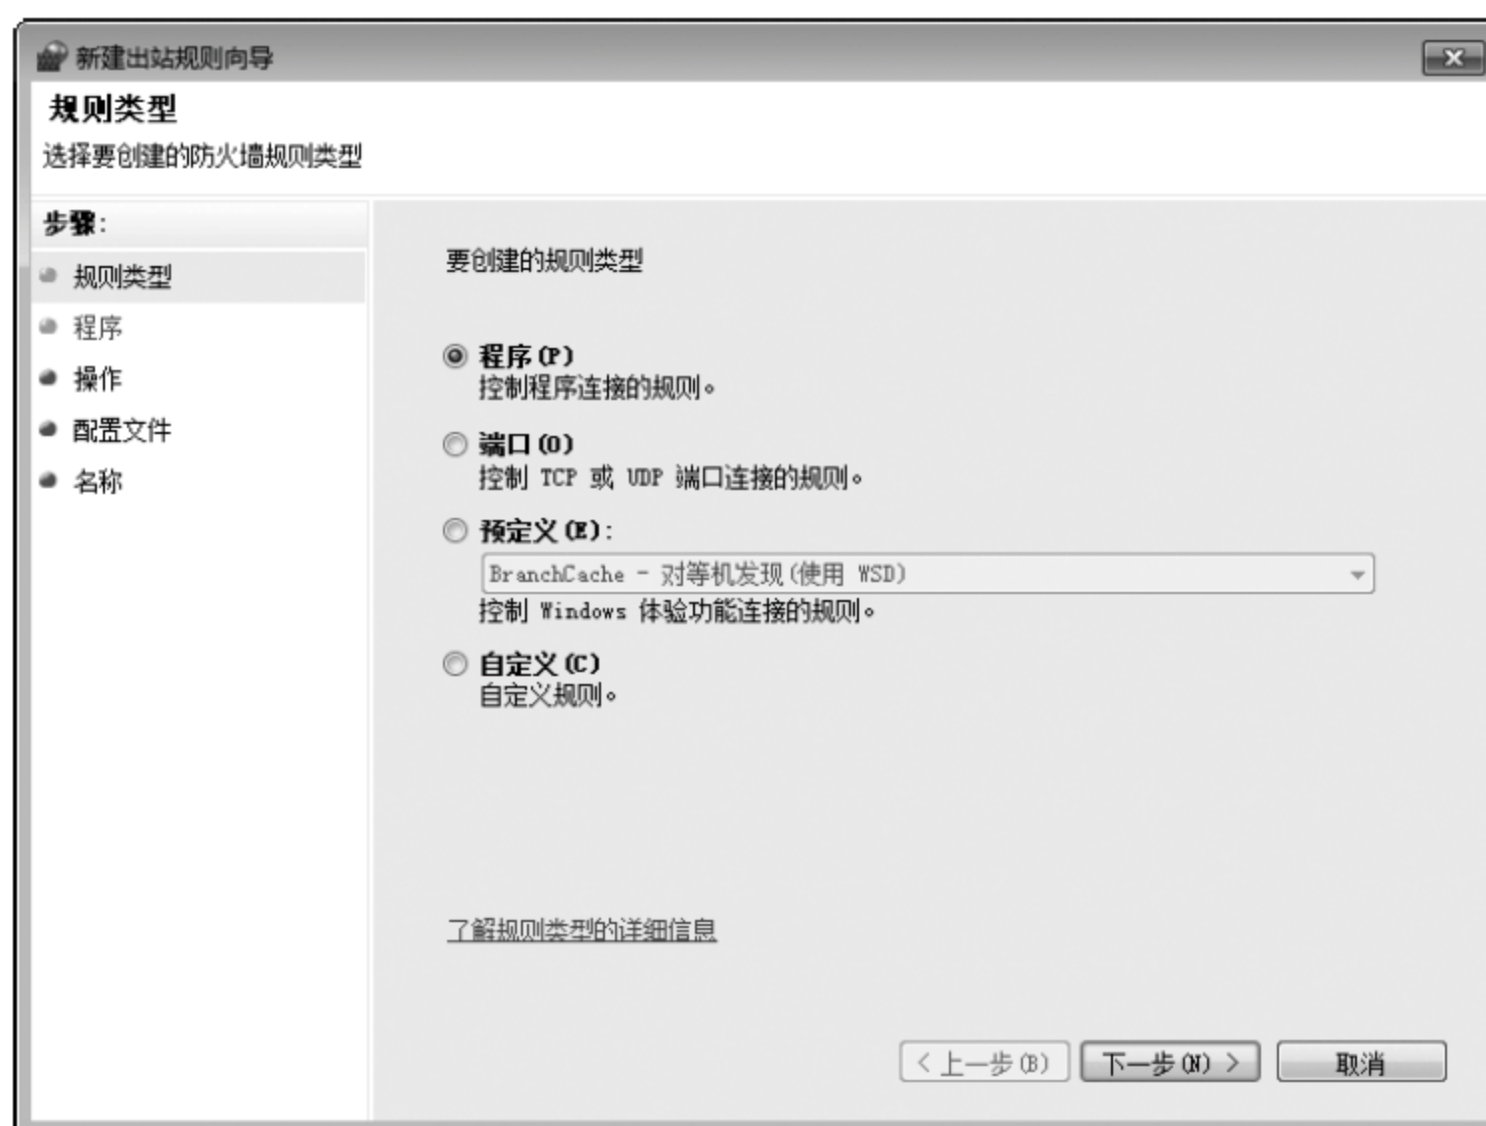 新建出站规则向导
规则类型
选择要创建的防火墙规则类型
步骤:
规则类型
程序
操作
配置文件
名称
要创建的规则类型
程序(P)
控制程序连接的规则。
端口(O)
控制 TCP 或 UDP 端口连接的规则。
预定义(E):
BranchCache - 对等机发现(使用 WSD)
控制 Windows 体验功能连接的规则。
自定义(C)
自定义规则。
了解规则类型的详细信息
< 上一步(B)
下一步(N) >
取消